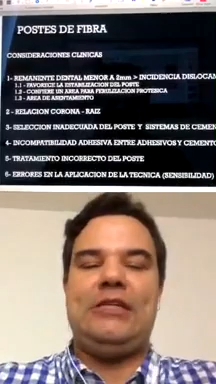 POSTES DE FIBRA
CONSIDERACIONES CLINICAS
1- REMANENTE DENTAL MENOR A 2mm > INCIDENCIA DISLOCAM
1.1 - FAVORECE LA ESTABILIZACION DEL POSTE
1.2 - CONFIERE UN AREA PARA FERULIZACION PROTESICA
1.3 - AREA DE ASENTAMIENTO
2 - RELACION CORONA - RAIZ
3- SELECCION INADECUADA DEL POSTE Y SISTEMAS DE CEMEN
4- INCOMPATIBILIDAD ADHESIVA ENTRE ADHESIVOS Y CEMENTO
5- TRATAMIENTO INCORRECTO DEL POSTE
6- ERRORES EN LA APLICACION DE LA TECNICA (SENSIBILIDAD)